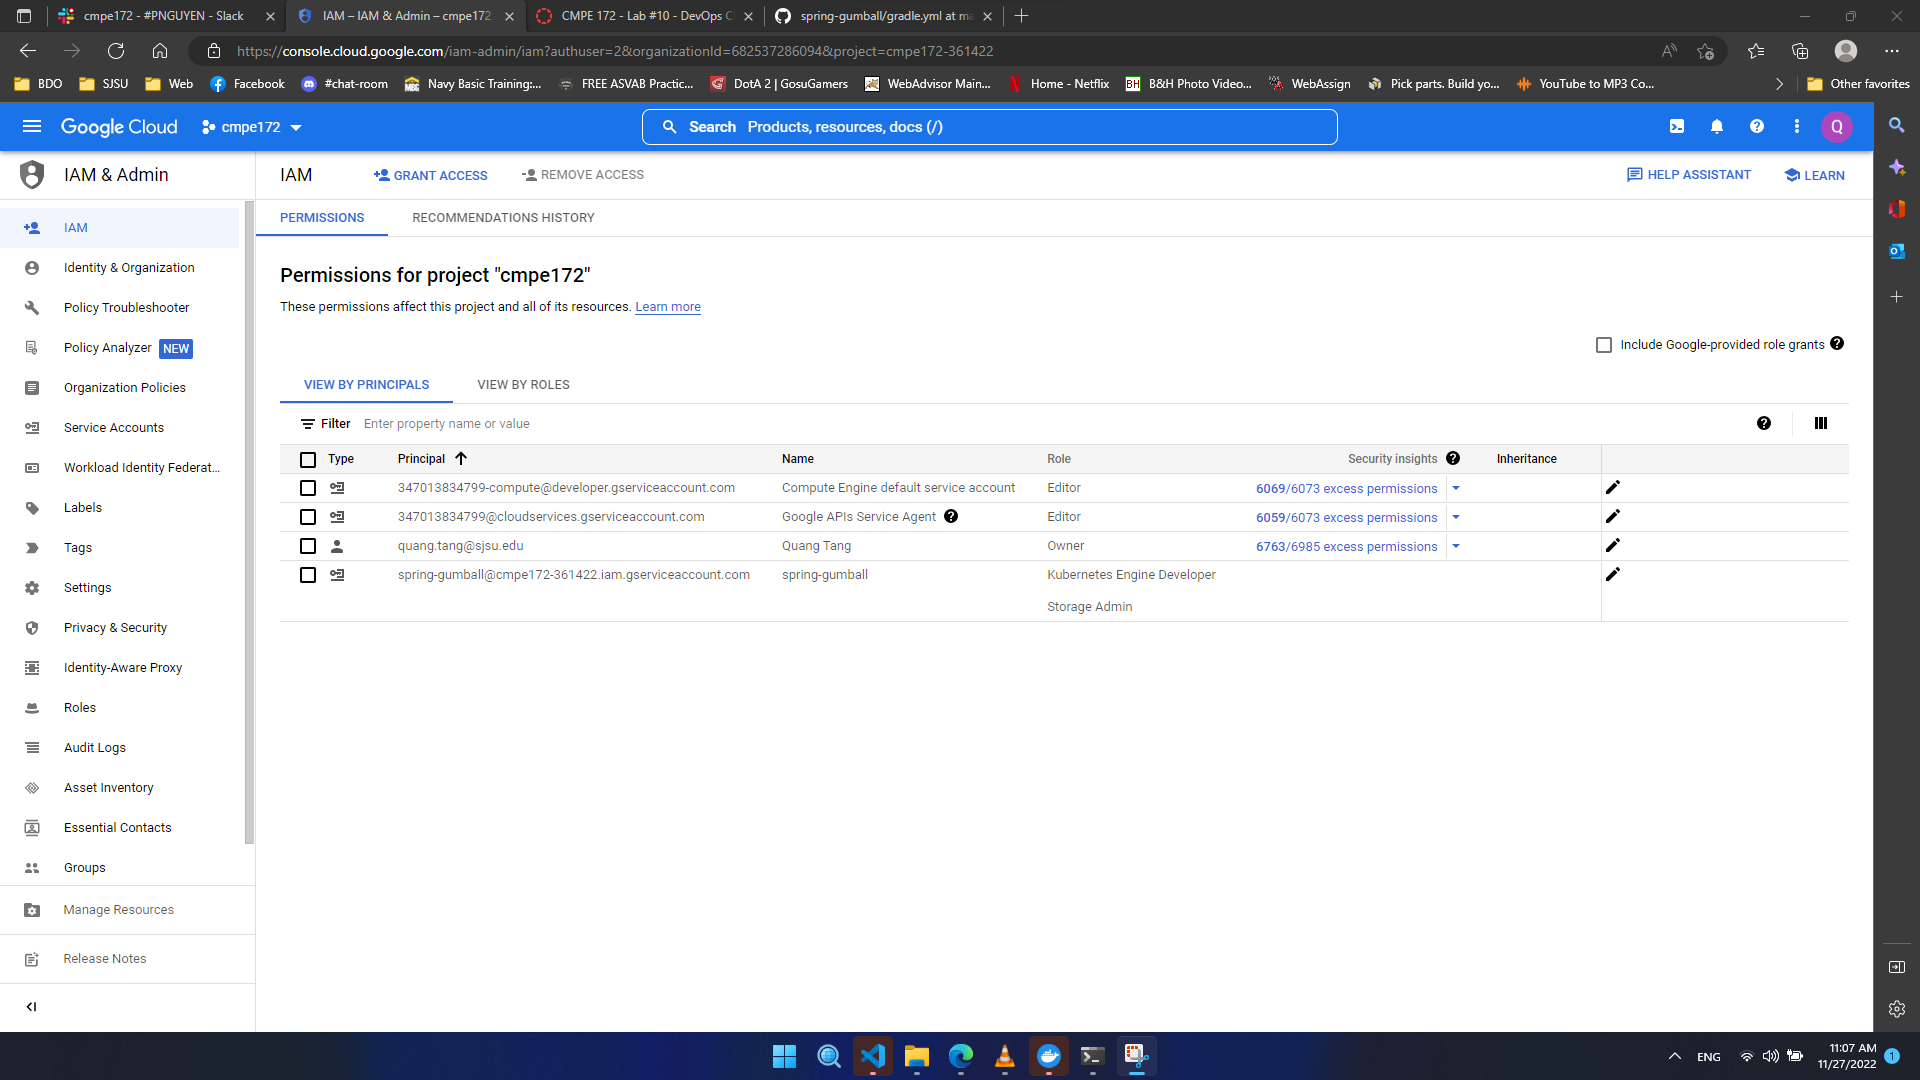 cmpe172 - #PNGUYEN - Slack
IAM – IAM & Admin – cmpe172
CMPE 172 - Lab #10 - DevOps C
spring-gumball/gradle.yml at ma
https://console.cloud.google.com/iam-admin/iam?authuser=2&organizationId=682537286094&project=cmpe172-361422
BDO
SJSU
Web
Facebook
#chat-room
Navy Basic Training:...
FREE ASVAB Practic...
DotA 2 | GosuGamers
WebAdvisor Main...
Home - Netflix
B&H Photo Video...
WebAssign
Pick parts. Build yo...
YouTube to MP3 Co...
Other favorites
Google Cloud
cmpe172
Search Products, resources, docs (/)
Q
IAM & Admin
IAM
Identity & Organization
Policy Troubleshooter
Policy Analyzer NEW
Organization Policies
Service Accounts
Workload Identity Federat...
Labels
Tags
Settings
Privacy & Security
Identity-Aware Proxy
Roles
Audit Logs
Asset Inventory
Essential Contacts
Groups
Manage Resources
Release Notes
IAM
GRANT ACCESS
REMOVE ACCESS
HELP ASSISTANT
LEARN
PERMISSIONS
RECOMMENDATIONS HISTORY
Permissions for project "cmpe172"
These permissions affect this project and all of its resources. Learn more
Include Google-provided role grants
VIEW BY PRINCIPALS
VIEW BY ROLES
Filter Enter property name or value
Type Principal Name Role Security insights Inheritance
347013834799-compute@developer.gserviceaccount.com Compute Engine default service account Editor 6069/6073 excess permissions
347013834799@cloudservices.gserviceaccount.com Google APIs Service Agent Editor 6059/6073 excess permissions
quang.tang@sjsu.edu Quang Tang Owner 6763/6985 excess permissions
spring-gumball@cmpe172-361422.iam.gserviceaccount.com spring-gumball Kubernetes Engine Developer
Storage Admin
ENG
11:07 AM
11/27/2022
1